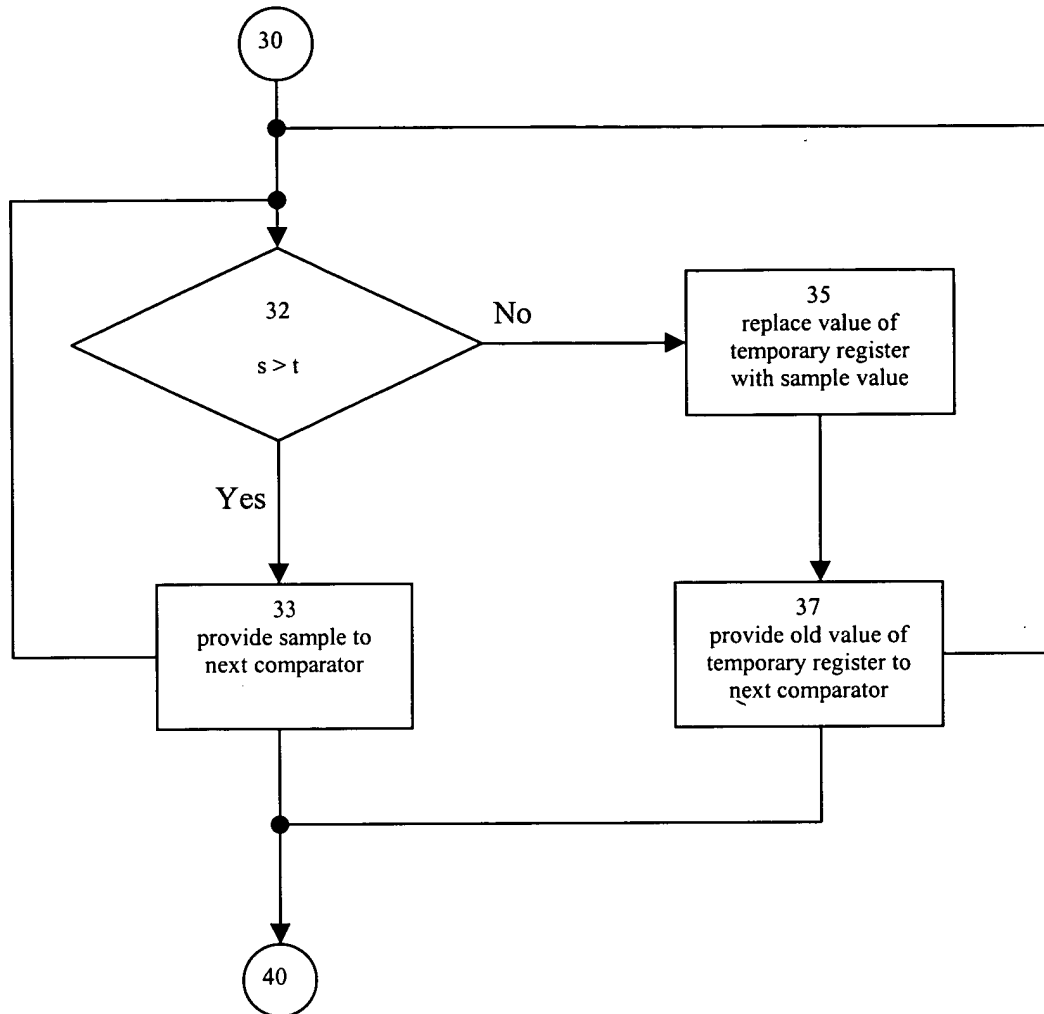 30
32
s > t
No
35
replace value of
temporary register
with sample value
Yes
33
provide sample to
next comparator
37
provide old value of
temporary register to
next comparator
40